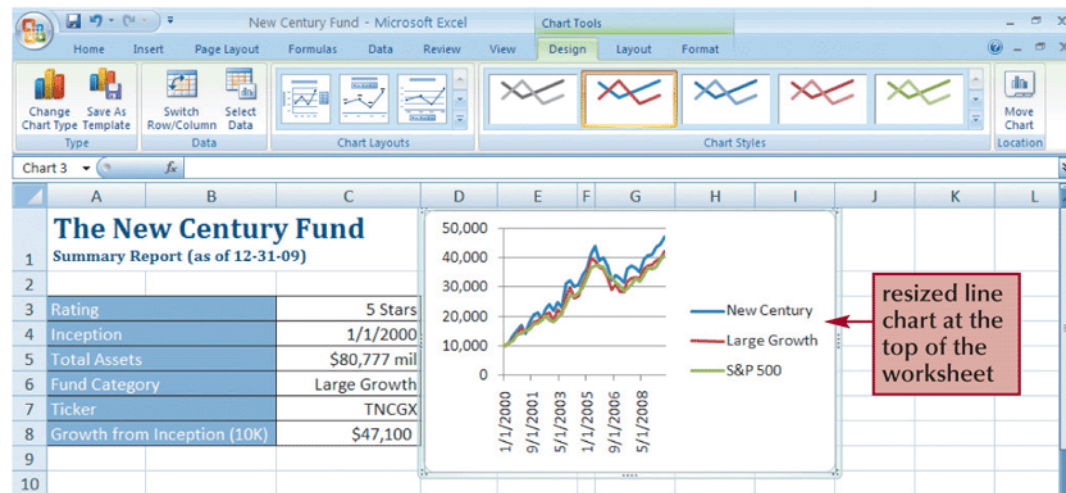 New Century Fund - Microsoft Excel
Chart Tools
Home Insert Page Layout Formulas Data Review View Design Layout Format
Change Chart Type
Save As Template
Switch Row/Column
Select Data
Move Chart
Type Data Chart Layouts Chart Styles Location
Chart 3 fx
A B C D E F G H I J K L
1 The New Century Fund
Summary Report (as of 12-31-09)
2
3 Rating 5 Stars
4 Inception 1/1/2000
5 Total Assets $80,777 mil
6 Fund Category Large Growth
7 Ticker TNCGX
8 Growth from Inception (10K) $47,100
9
10
50,000
40,000
30,000
20,000
10,000
0
1/1/2000
9/1/2001
5/1/2003
1/1/2005
9/1/2006
5/1/2008
New Century
Large Growth
S&P 500
resized line
chart at the
top of the
worksheet